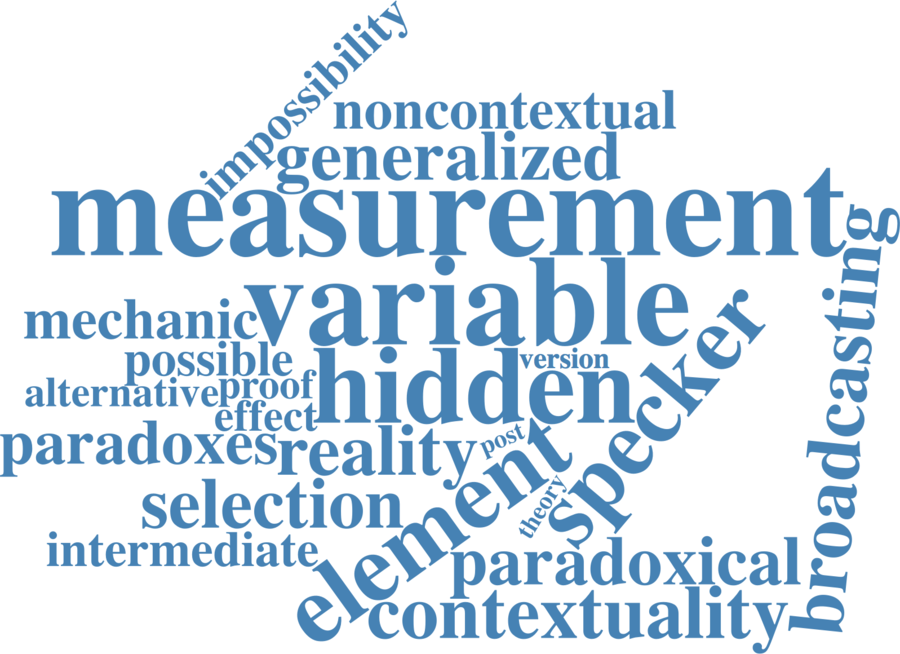 impossibility
noncontextual
generalized
measurement
broadcasting
variable
mechanic
specker
possible
version
hidden
proof
alternative
effect
paradoxes
reality
post
element
theory
selection
intermediate
paradoxical
contextuality